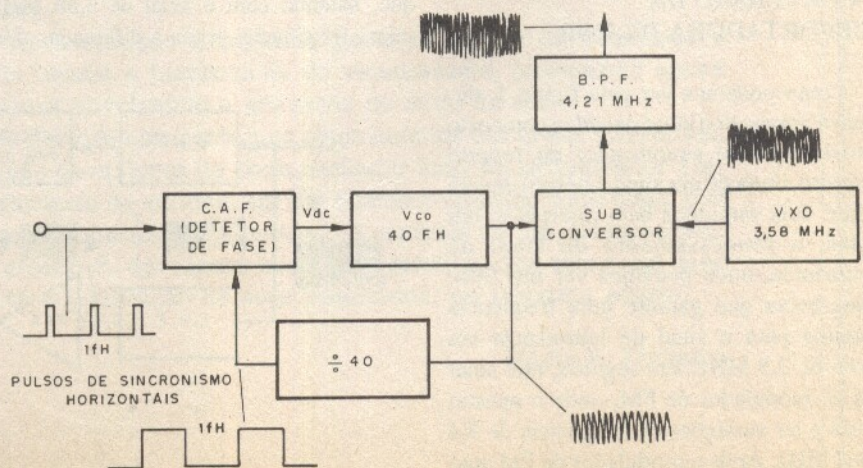 B.P.F.
4,21 MHz
C.A.F.
(DETETOR
DE FASE)
Vdc
Vco
40 FH
SUB
CONVERSOR
VXO
3,58 MHz
÷ 40
1fH
PULSOS DE SINCRONISMO
HORIZONTAIS
1fH